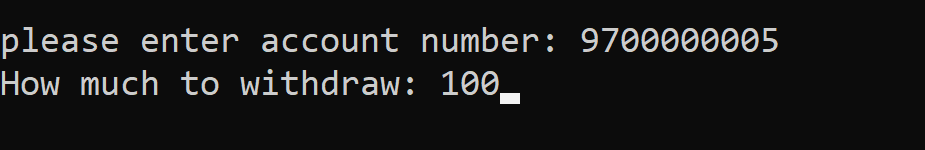 please enter account number: 9700000005
How much to withdraw: 100